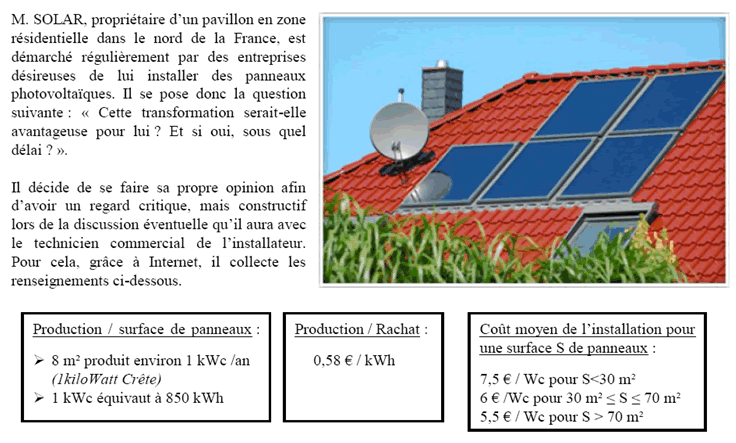 M. SOLAR, propriétaire d'un pavillon en zone
résidentielle dans le nord de la France, est
démarché régulièrement par des entreprises
désireuses de lui installer des panneaux
photovoltaïques. Il se pose donc la question
suivante : « Cette transformation serait-elle
avantageuse pour lui ? Et si oui, sous quel
délai ? ».
Il décide de se faire sa propre opinion afin
d'avoir un regard critique, mais constructif
lors de la discussion éventuelle qu'il aura avec
le technicien commercial de l'installateur.
Pour cela, grâce à Internet, il collecte les
renseignements ci-dessous.
Production / surface de panneaux :
➢ 8 m² produit environ 1 kWc /an
(1kiloWatt Crête)
➢ 1 kWc équivaut à 850 kWh
Production / Rachat :
0,58 € / kWh
Coût moyen de l'installation pour
une surface S de panneaux :
7,5 € / Wc pour S<30 m²
6 € /Wc pour 30 m² ≤ S ≤ 70 m²
5,5 € / Wc pour S > 70 m²